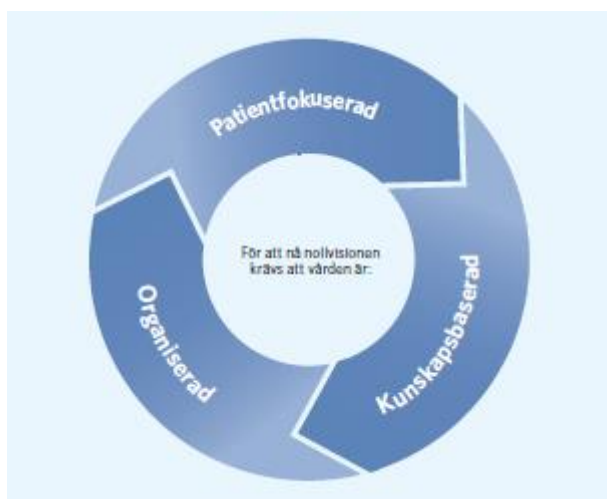 Patientfokuserad
För att nå nollvisionen
krävs att vården är:
Kunskapsbaserad
Organiserad